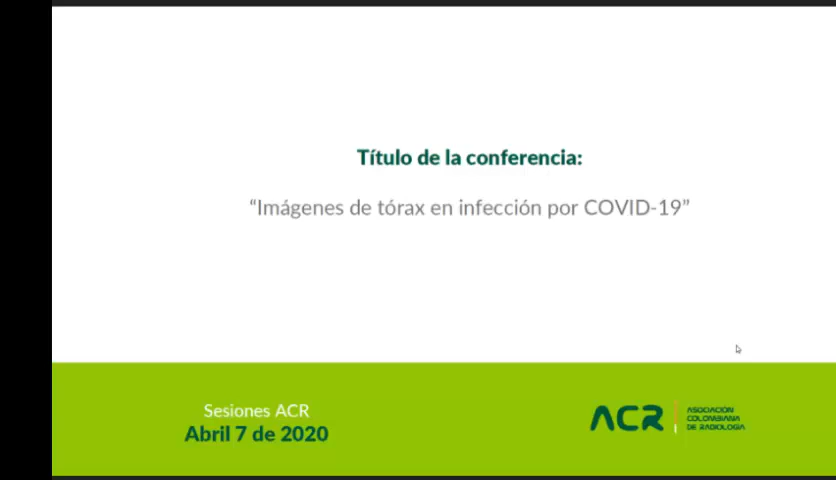 Título de la conferencia:
“Imágenes de tórax en infección por COVID-19”
Sesiones ACR
Abril 7 de 2020
ACR
ASOCIACIÓN
COLOMBIANA
DE RADIOLOGÍA